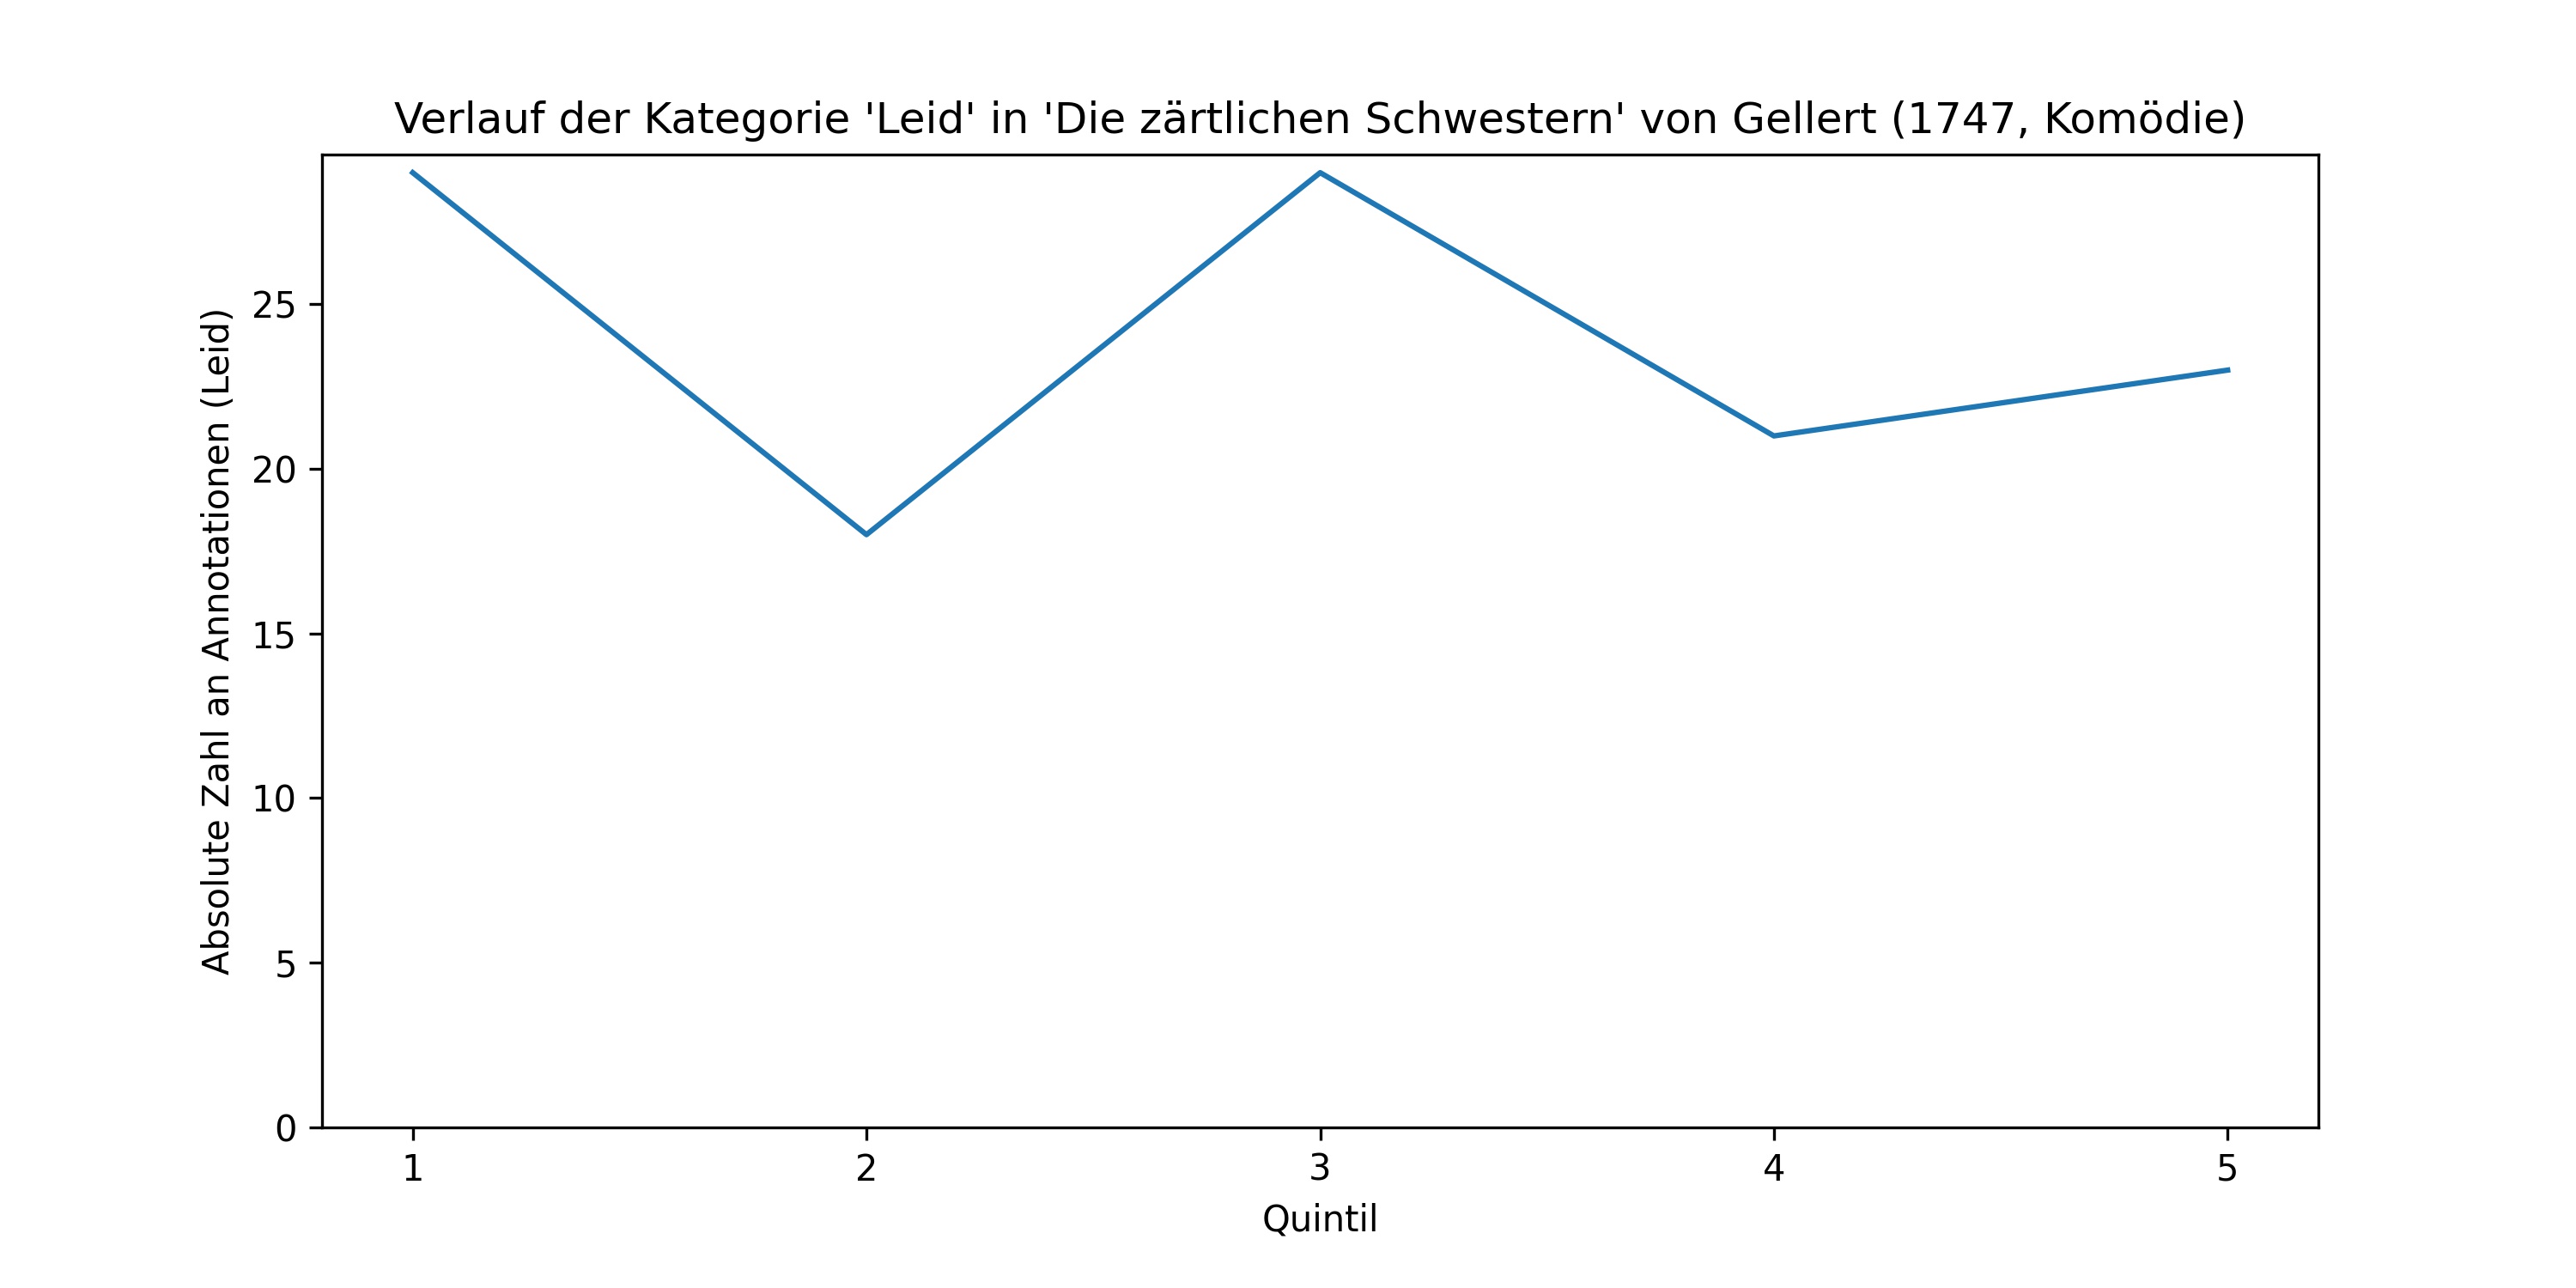 Verlauf der Kategorie 'Leid' in 'Die zärtlichen Schwestern' von Gellert (1747, Komödie)
Absolute Zahl an Annotationen (Leid)
25
20
15
10
5
0
1 2 3 4 5
Quintil